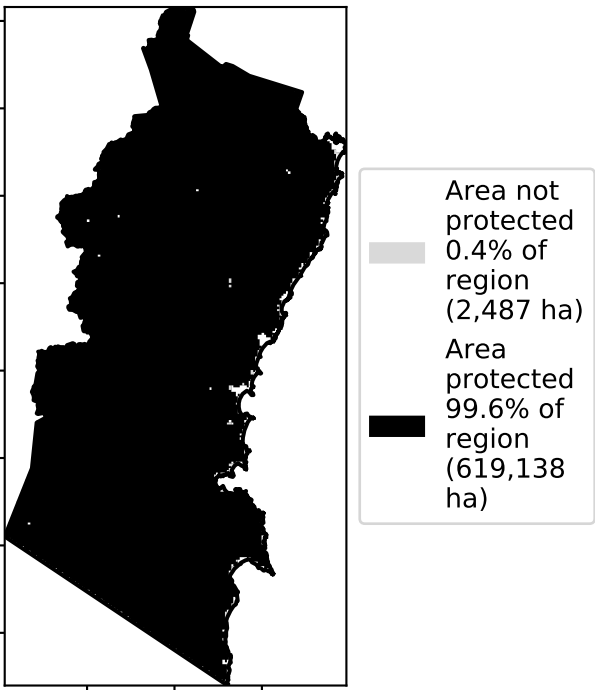 Area not
protected
0.4% of
region
(2,487 ha)
Area
protected
99.6% of
region
(619,138
ha)